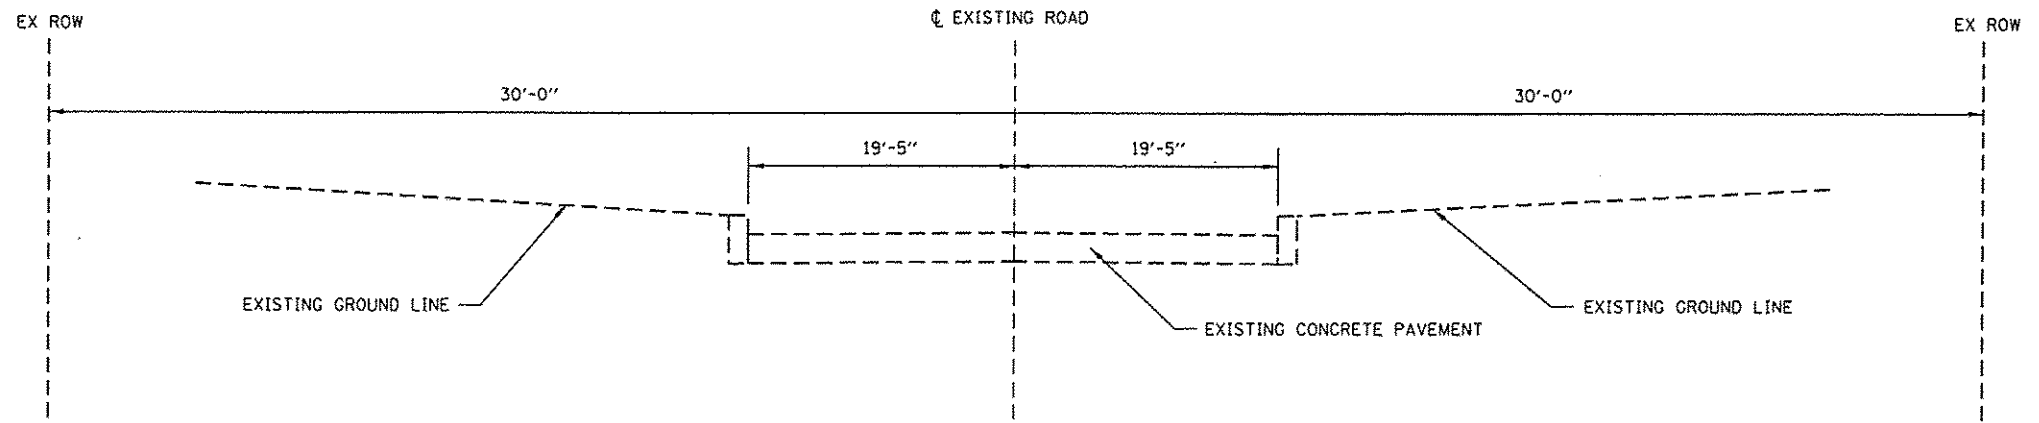 EX ROW
℄ EXISTING ROAD
EX ROW
30'-0"
30'-0"
19'-5"
19'-5"
EXISTING GROUND LINE
EXISTING GROUND LINE
EXISTING CONCRETE PAVEMENT